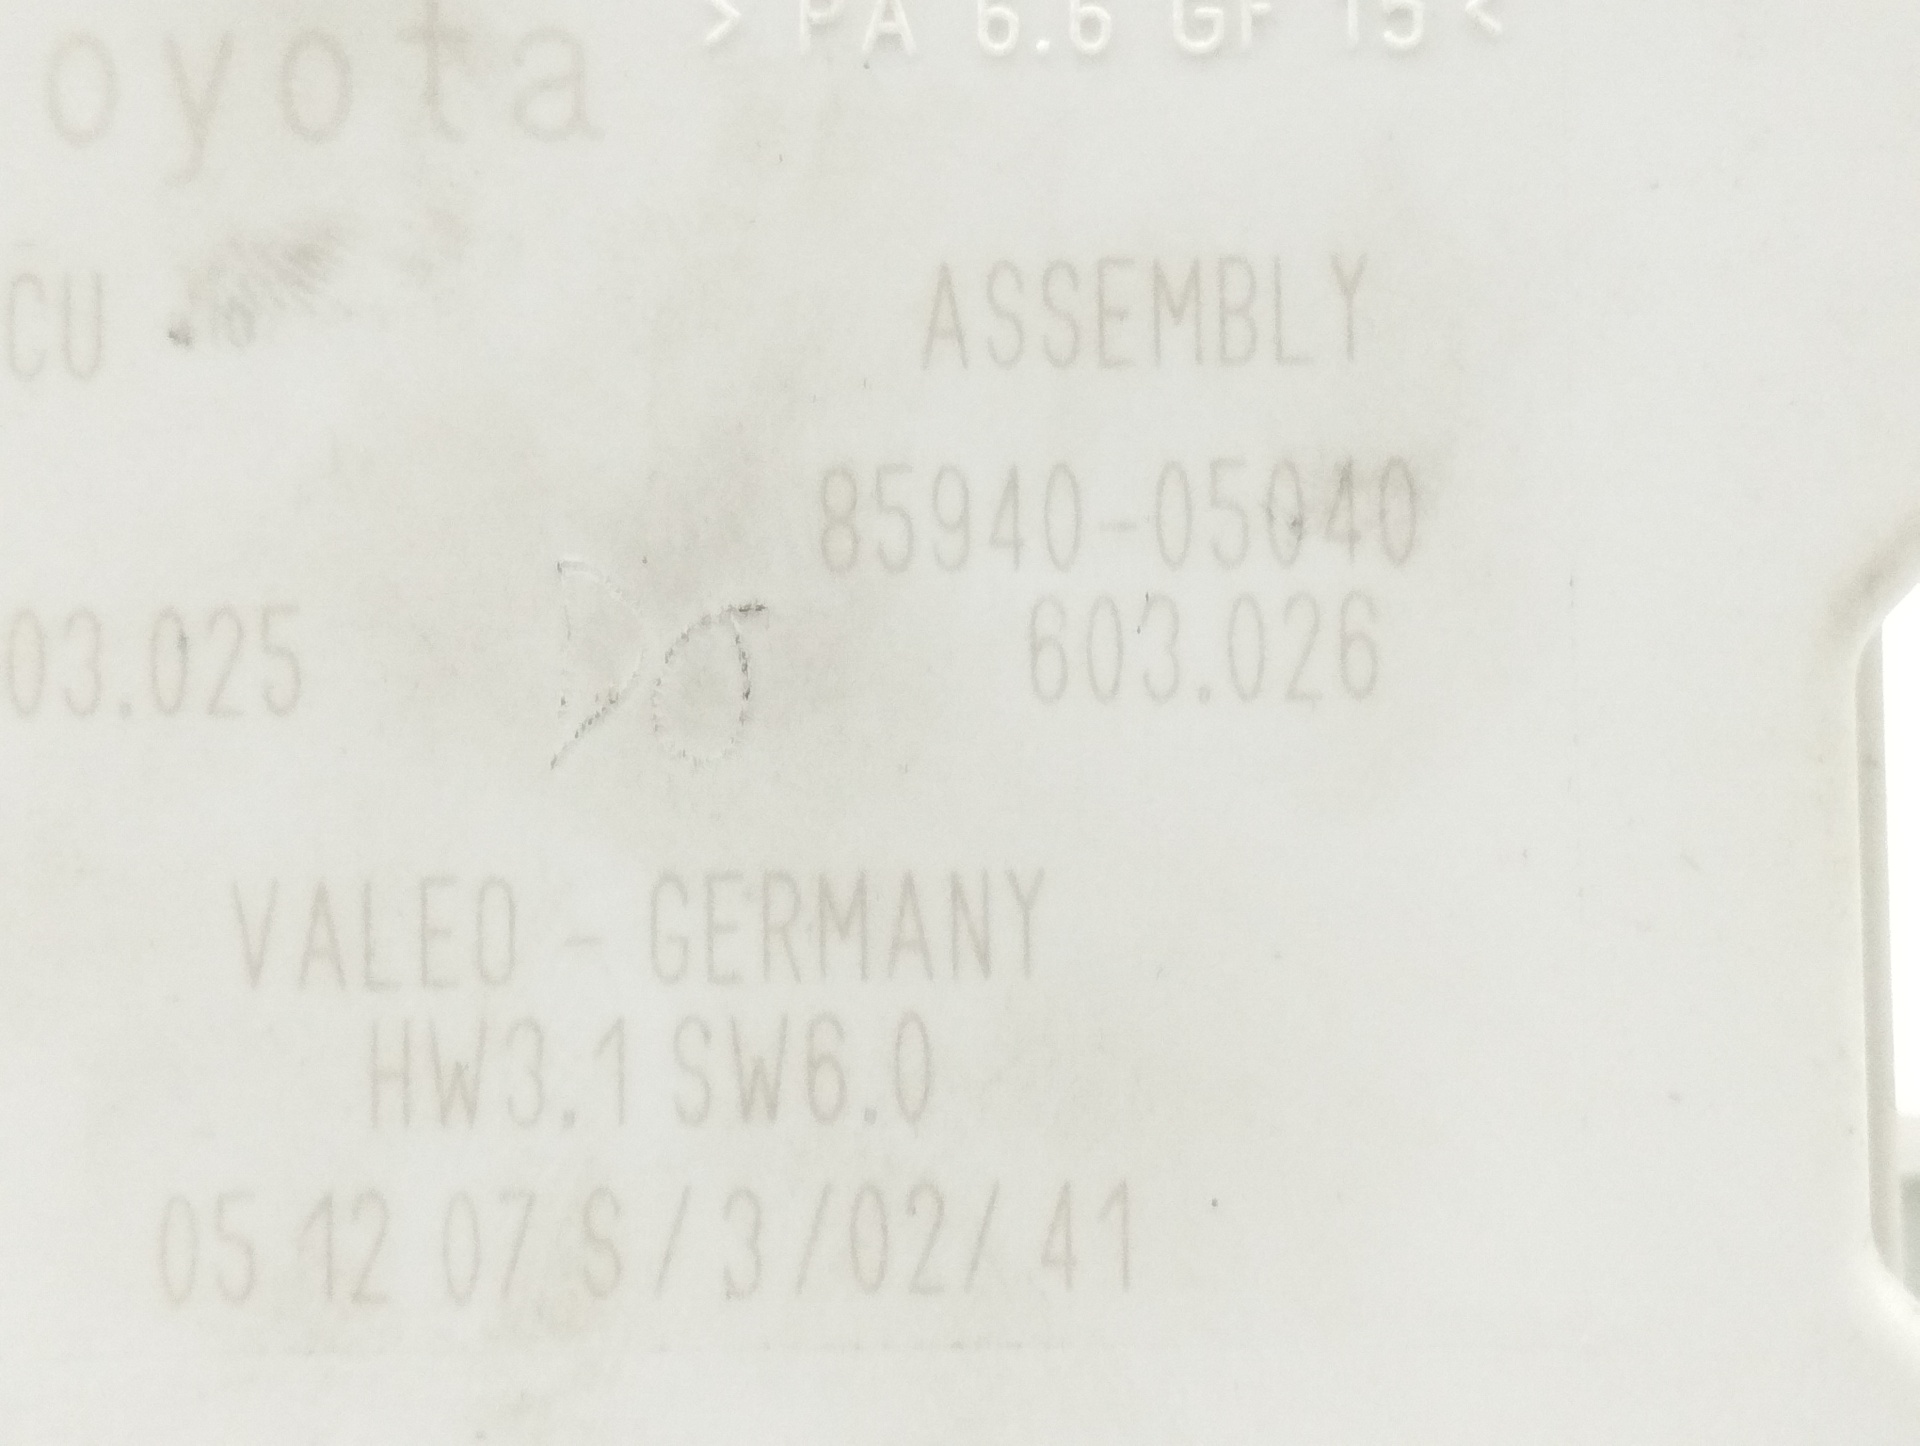 > PA 6.6 GF 15 <
oyota
CU
ASSEMBLY
85940-05040
03.025
603.026
VALEO - GERMANY
HW3.1 SW6.0
05 12 07 S/3/02/41